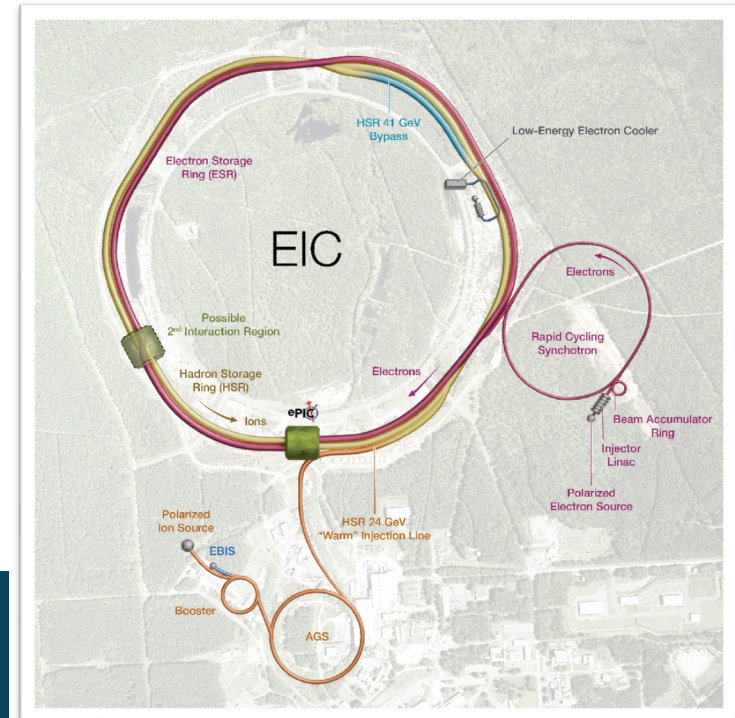 HSR 41 GeV
Bypass
Low-Energy Electron Cooler
Electron Storage
Ring (ESR)
EIC
Electrons
Possible
2nd Interaction Region
Rapid Cycling
Synchotron
Hadron Storage
Ring (HSR)
Electrons
Ions
ePIC
Beam Accumulator
Ring
Injector
Linac
Polarized
Electron Source
Polarized
Ion Source
HSR 24 GeV
"Warm" Injection Line
EBIS
Booster
AGS